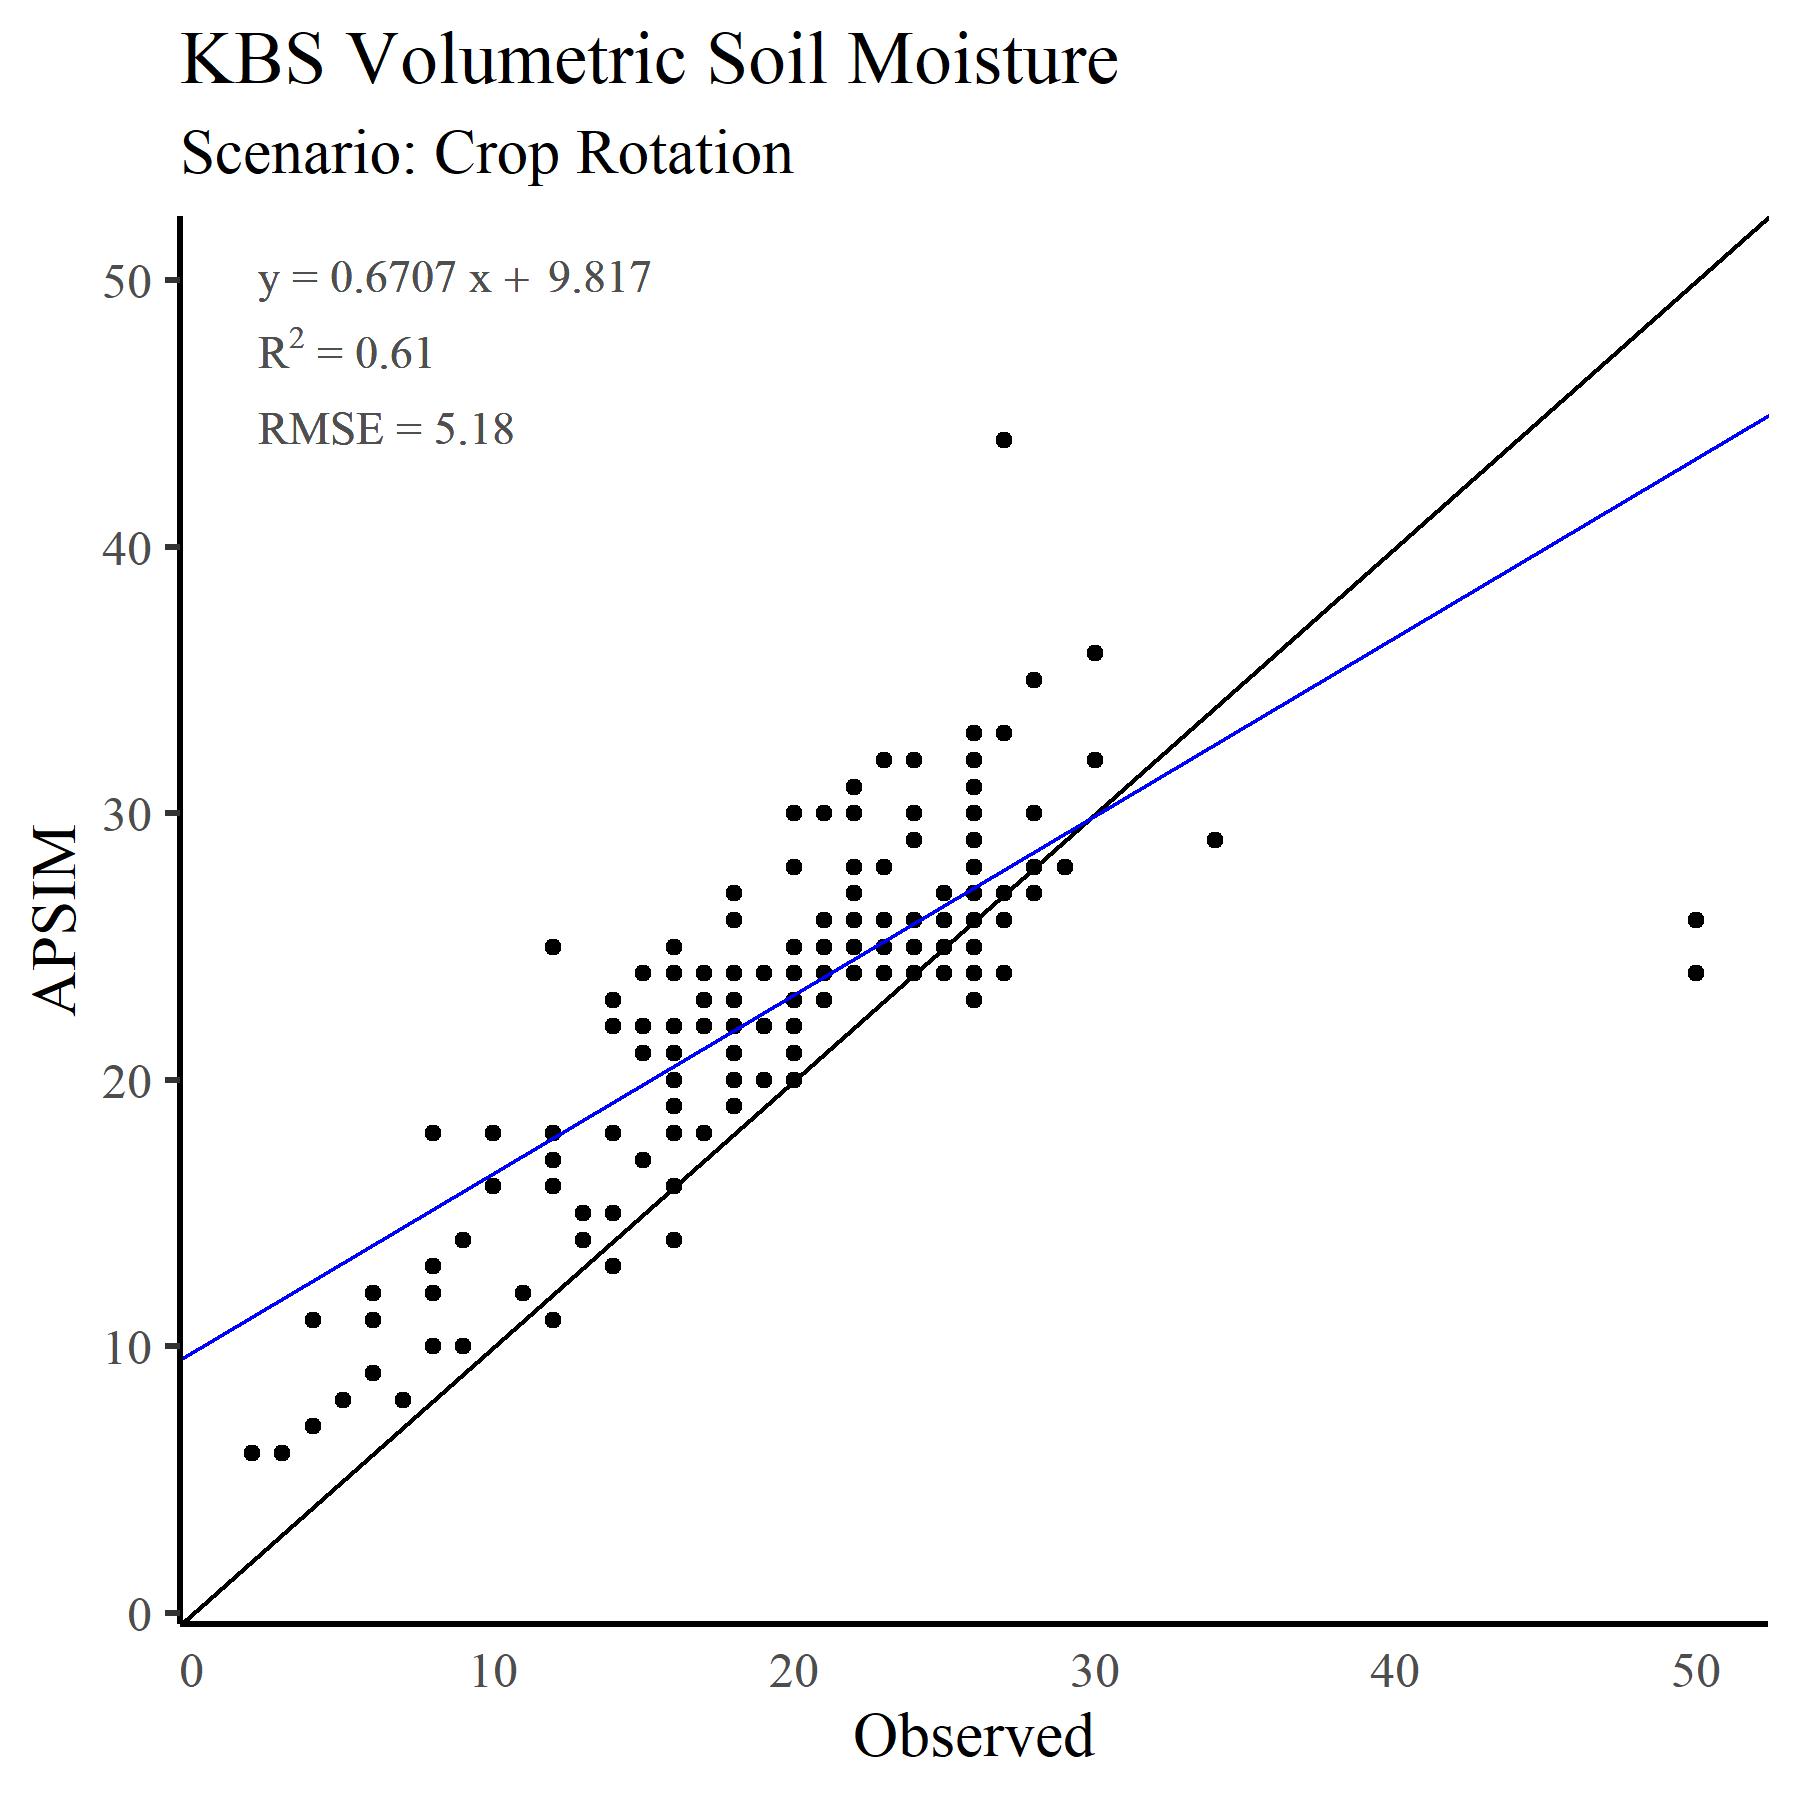 KBS Volumetric Soil Moisture
Scenario: Crop Rotation
y = 0.6707 x + 9.817
R² = 0.61
RMSE = 5.18
50
40
30
20
10
0
APSIM
0 10 20 30 40 50
Observed